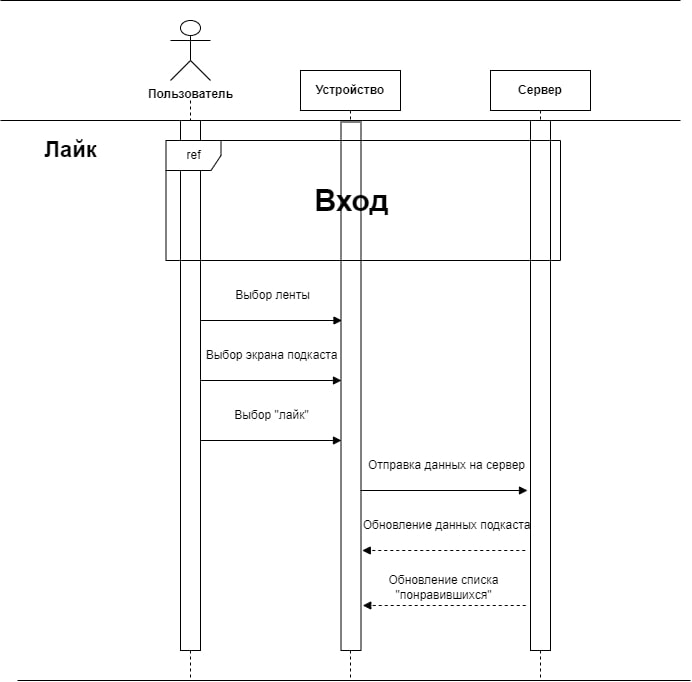 Пользователь
Устройство
Сервер
Лайк
ref
Вход
Выбор ленты
Выбор экрана подкаста
Выбор "лайк"
Отправка данных на сервер
Обновление данных подкаста
Обновление списка
"понравившихся"